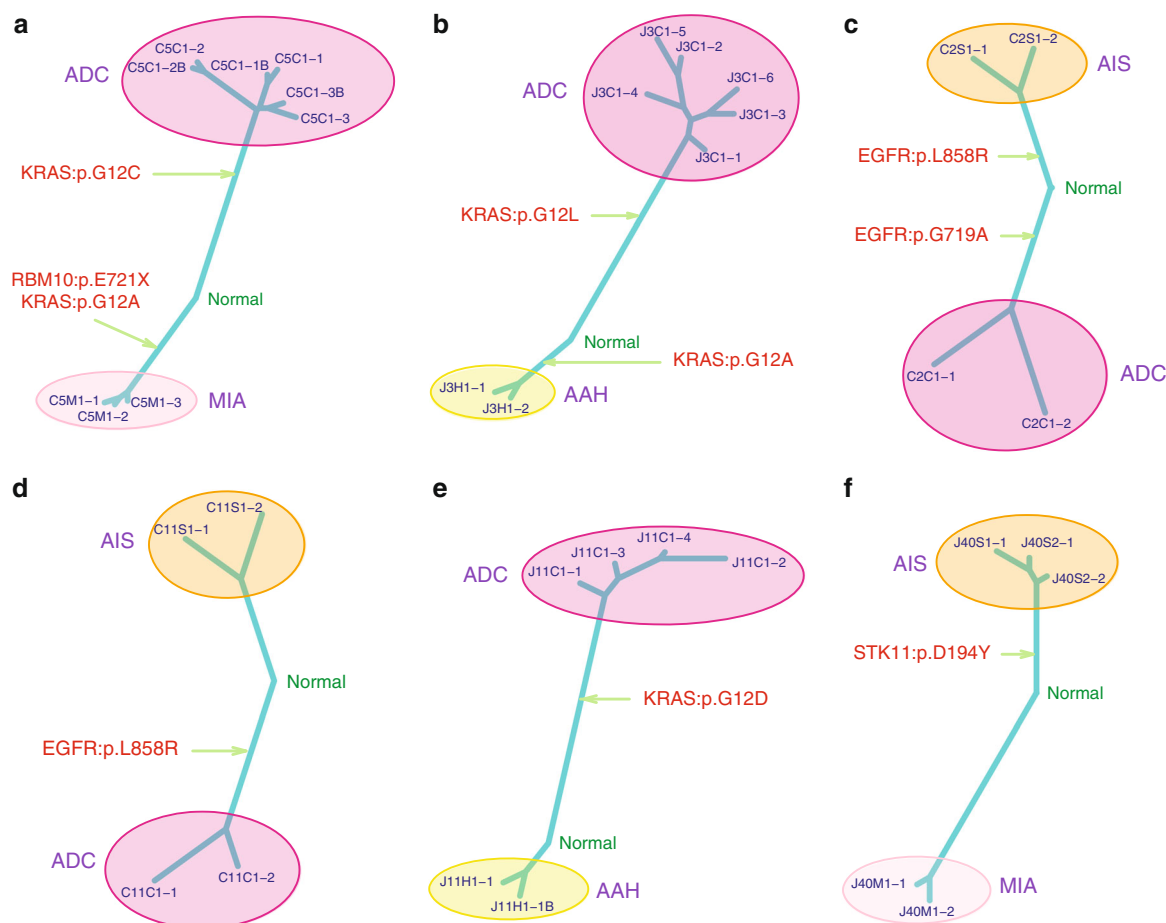 a
C5C1−2
C5C1−2B
C5C1−1B
C5C1−1
ADC
C5C1−3B
C5C1−3
KRAS:p.G12C
RBM10:p.E721X
KRAS:p.G12A
Normal
C5M1−1
C5M1−3
C5M1−2
MIA
b
J3C1−5
J3C1−2
ADC
J3C1−6
J3C1−4
J3C1−3
J3C1−1
KRAS:p.G12L
Normal
KRAS:p.G12A
J3H1−1
J3H1−2
AAH
c
C2S1−2
C2S1−1
AIS
EGFR:p.L858R
Normal
EGFR:p.G719A
C2C1−1
ADC
C2C1−2
d
C11S1−2
C11S1−1
AIS
Normal
EGFR:p.L858R
ADC
C11C1−2
C11C1−1
e
J11C1−4
J11C1−3
J11C1−2
J11C1−1
ADC
KRAS:p.G12D
Normal
J11H1−1
AAH
J11H1−1B
f
J40S1−1
J40S2−1
AIS
J40S2−2
STK11:p.D194Y
Normal
J40M1−1
MIA
J40M1−2